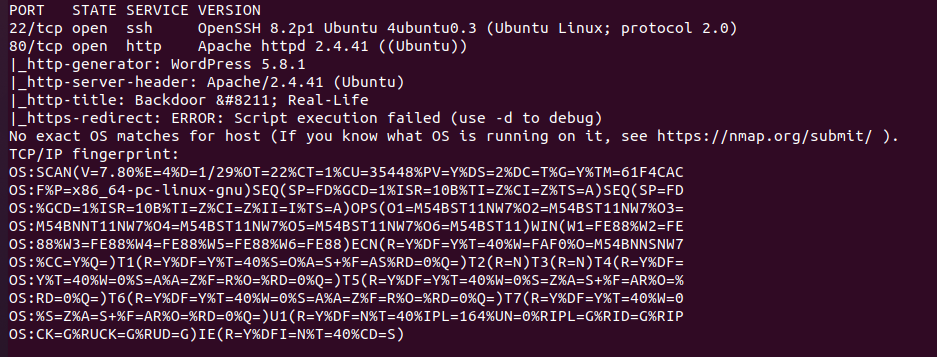 PORT   STATE SERVICE VERSION
22/tcp open  ssh     OpenSSH 8.2p1 Ubuntu 4ubuntu0.3 (Ubuntu Linux; protocol 2.0)
80/tcp open  http    Apache httpd 2.4.41 ((Ubuntu))
|_http-generator: WordPress 5.8.1
|_http-server-header: Apache/2.4.41 (Ubuntu)
|_http-title: Backdoor &#8211; Real-Life
|_https-redirect: ERROR: Script execution failed (use -d to debug)
No exact OS matches for host (If you know what OS is running on it, see https://nmap.org/submit/ ).
TCP/IP fingerprint:
OS:SCAN(V=7.80%E=4%D=1/29%OT=22%CT=1%CU=35448%PV=Y%DS=2%DC=T%G=Y%TM=61F4CAC
OS:F%P=x86_64-pc-linux-gnu)SEQ(SP=FD%GCD=1%ISR=10B%TI=Z%CI=Z%TS=A)SEQ(SP=FD
OS:%GCD=1%ISR=10B%TI=Z%CI=Z%II=I%TS=A)OPS(O1=M54BST11NW7%O2=M54BST11NW7%O3=
OS:M54BNNT11NW7%O4=M54BST11NW7%O5=M54BST11NW7%O6=M54BST11)WIN(W1=FE88%W2=FE
OS:88%W3=FE88%W4=FE88%W5=FE88%W6=FE88)ECN(R=Y%DF=Y%T=40%W=FAF0%O=M54BNNSNW7
OS:%CC=Y%Q=)T1(R=Y%DF=Y%T=40%S=O%A=S+%F=AS%RD=0%Q=)T2(R=N)T3(R=N)T4(R=Y%DF=
OS:Y%T=40%W=0%S=A%A=Z%F=R%O=%RD=0%Q=)T5(R=Y%DF=Y%T=40%W=0%S=Z%A=S+%F=AR%O=%
OS:RD=0%Q=)T6(R=Y%DF=Y%T=40%W=0%S=A%A=Z%F=R%O=%RD=0%Q=)T7(R=Y%DF=Y%T=40%W=0
OS:%S=Z%A=S+%F=AR%O=%RD=0%Q=)U1(R=Y%DF=N%T=40%IPL=164%UN=0%RIPL=G%RID=G%RIP
OS:CK=G%RUCK=G%RUD=G)IE(R=Y%DFI=N%T=40%CD=S)